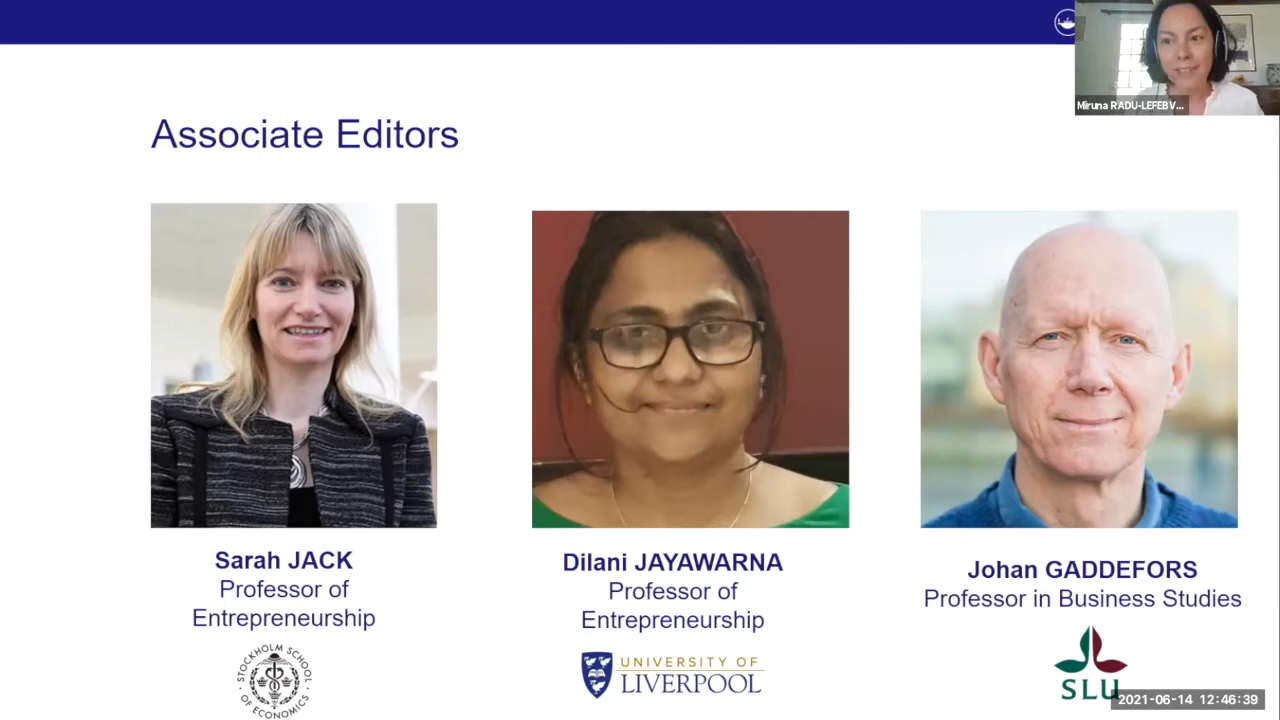 Miruna RADU-LEFEBV...
Associate Editors
Sarah JACK
Professor of
Entrepreneurship
STOCKHOLM SCHOOL
OF ECONOMICS
Dilani JAYAWARNA
Professor of
Entrepreneurship
UNIVERSITY OF
LIVERPOOL
Johan GADDEFORS
Professor in Business Studies
SLU
2021-06-14 12:46:39